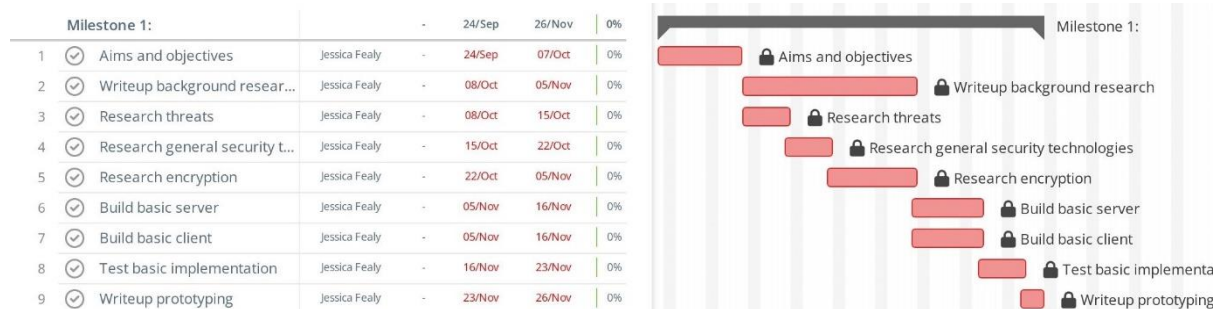 Milestone 1: - 24/Sep 26/Nov 0% Milestone 1:
1 Aims and objectives Jessica Fealy - 24/Sep 07/Oct 0% Aims and objectives
2 Writeup background resear... Jessica Fealy - 08/Oct 05/Nov 0% Writeup background research
3 Research threats Jessica Fealy - 08/Oct 15/Oct 0% Research threats
4 Research general security t... Jessica Fealy - 15/Oct 22/Oct 0% Research general security technologies
5 Research encryption Jessica Fealy - 22/Oct 05/Nov 0% Research encryption
6 Build basic server Jessica Fealy - 05/Nov 16/Nov 0% Build basic server
7 Build basic client Jessica Fealy - 05/Nov 16/Nov 0% Build basic client
8 Test basic implementation Jessica Fealy - 16/Nov 23/Nov 0% Test basic implementa
9 Writeup prototyping Jessica Fealy - 23/Nov 26/Nov 0% Writeup prototyping